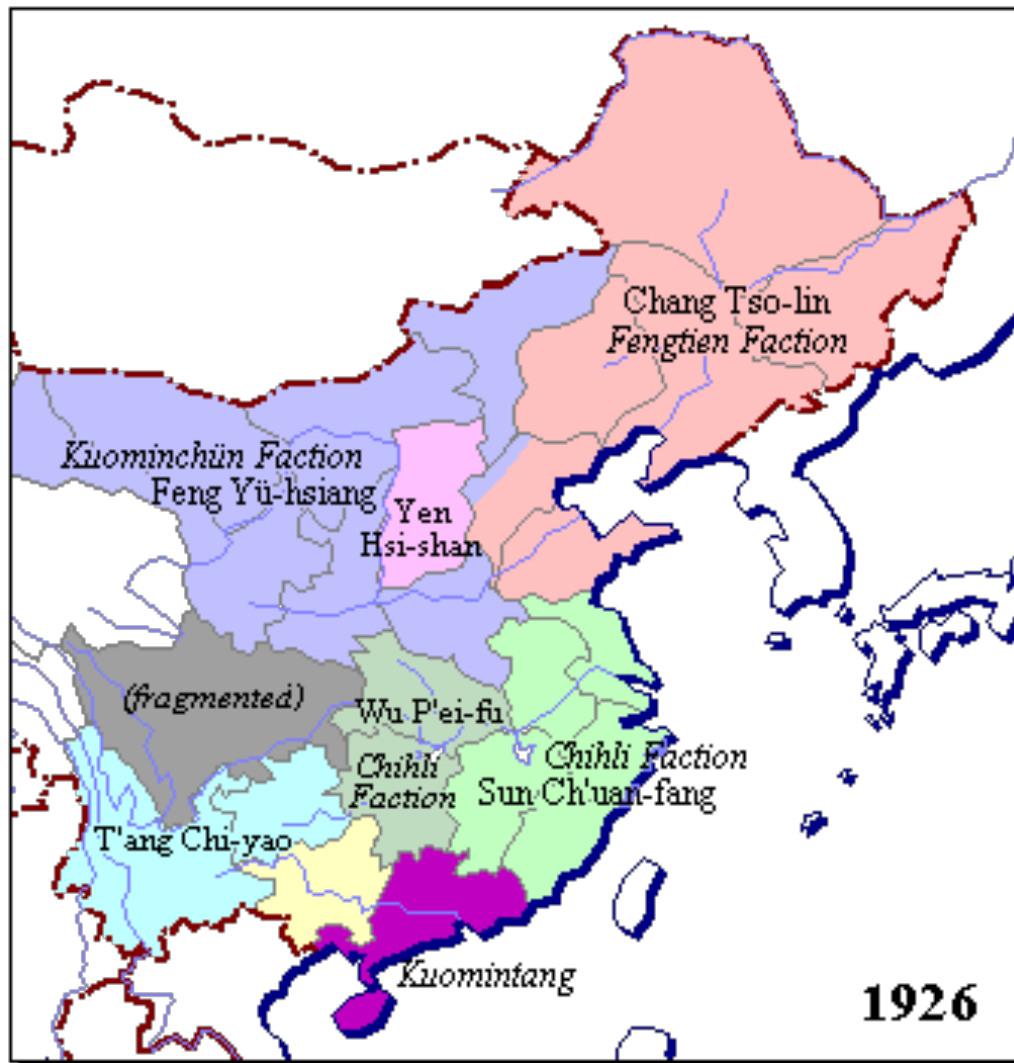 Chang Tso-lin
Fengtien Faction
Kuominchün Faction
Feng Yü-hsiang
Yen
Hsi-shan
(fragmented)
Wu P'ei-fu
Chihli
Faction
Chihli Faction
Sun Ch'uan-fang
T'ang Chi-yao
Kuomintang
1926